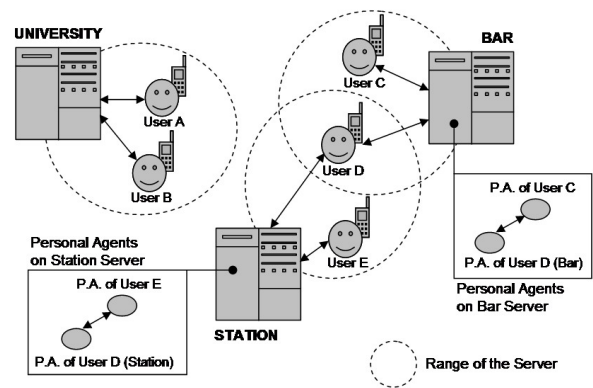 UNIVERSITY
BAR
User A
User B
User C
User D
User E
P.A. of User C
P.A. of User D (Bar)
Personal Agents
on Bar Server
Personal Agents
on Station Server
P.A. of User E
P.A. of User D (Station)
STATION
Range of the Server